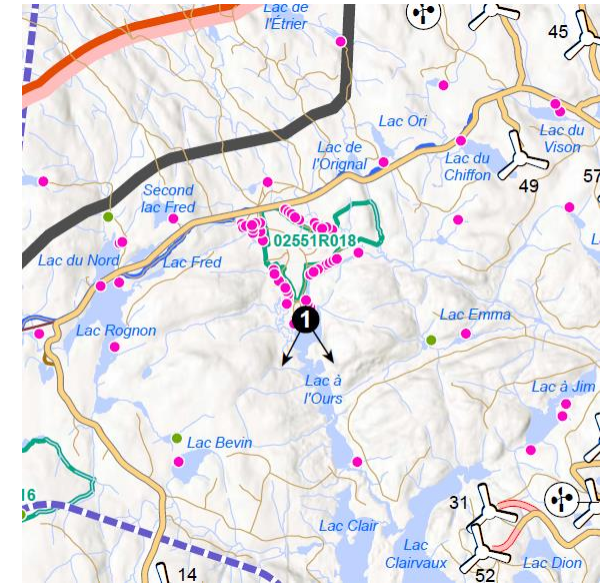 Lac de
l'Étrier
45
Lac Ori
Lac de
l'Orignal
Lac du
Vison
Lac du
Chiffon
49
57
Second
lac Fred
02551R018
Lac du Nord
Lac Fred
1
Lac Emma
Lac Rognon
Lac à
l'Ours
Lac à Jim
Lac Bevin
16
31
Lac Clair
Lac
Clairvaux
Lac Dion
14
52